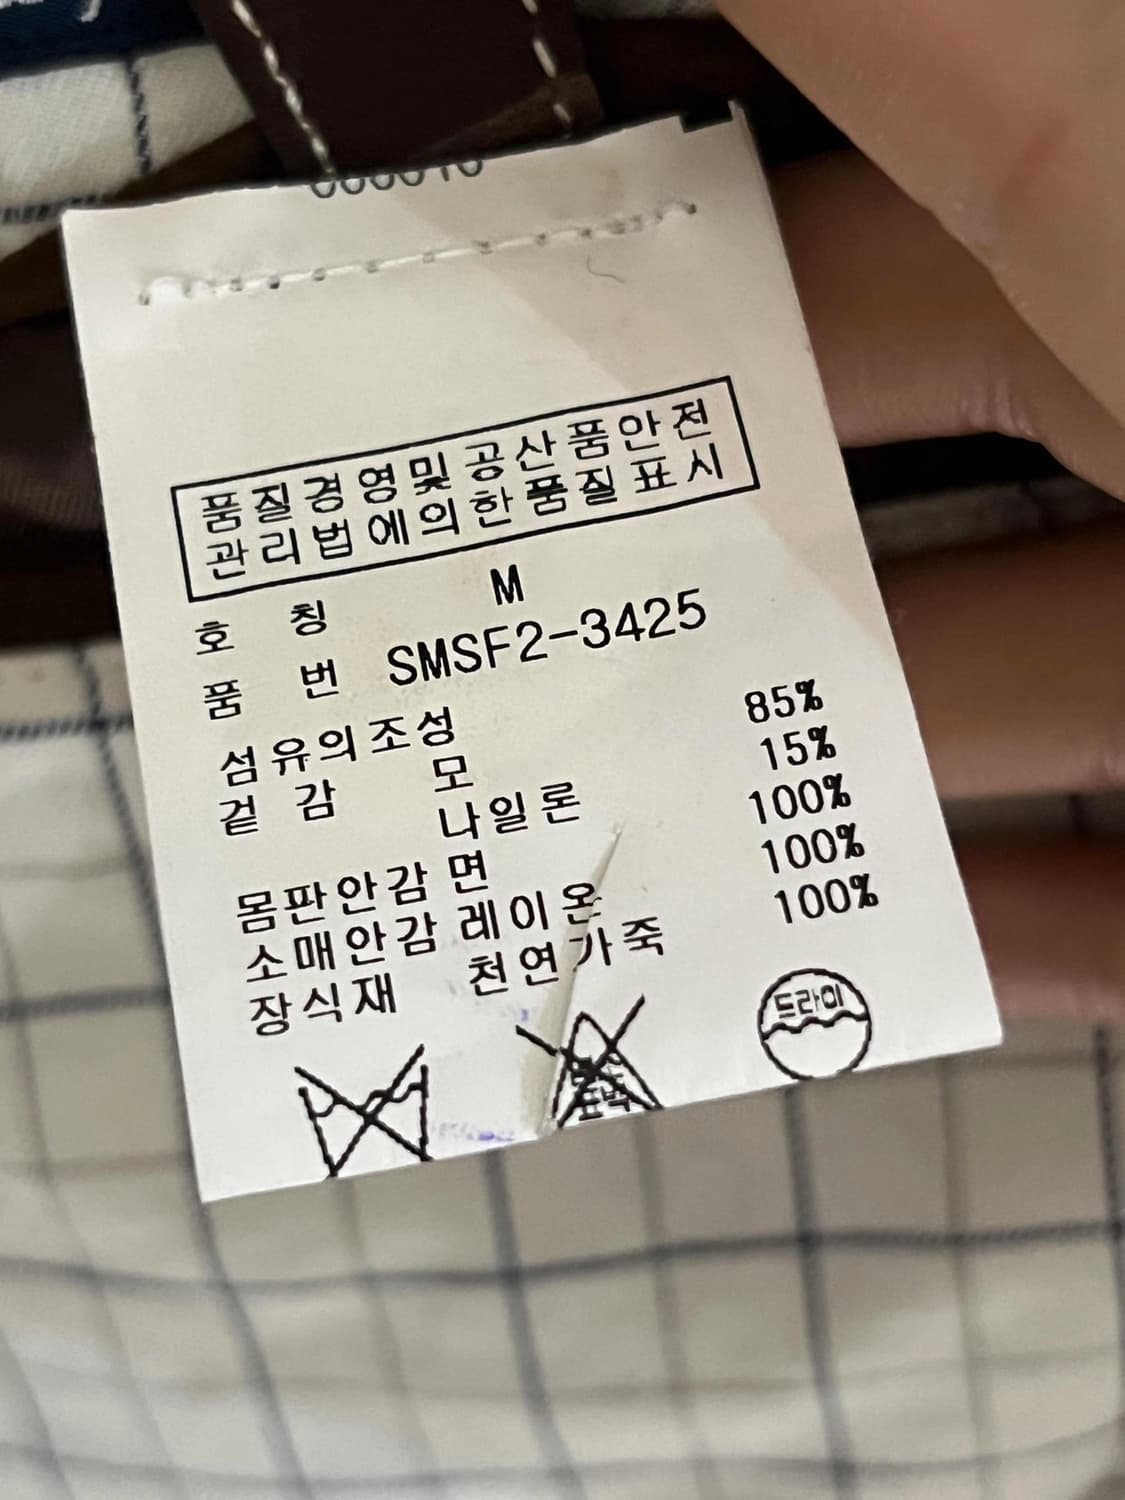 품질경영및 공산품안전
관리법에의한품질표시
호 칭 M
품 번 SMSF2-3425
섬유의조성
겉 감 모 85%
나일론 15%
몸판안감 면 100%
소매안감 레이온 100%
장식재 천연가죽 100%
드라이